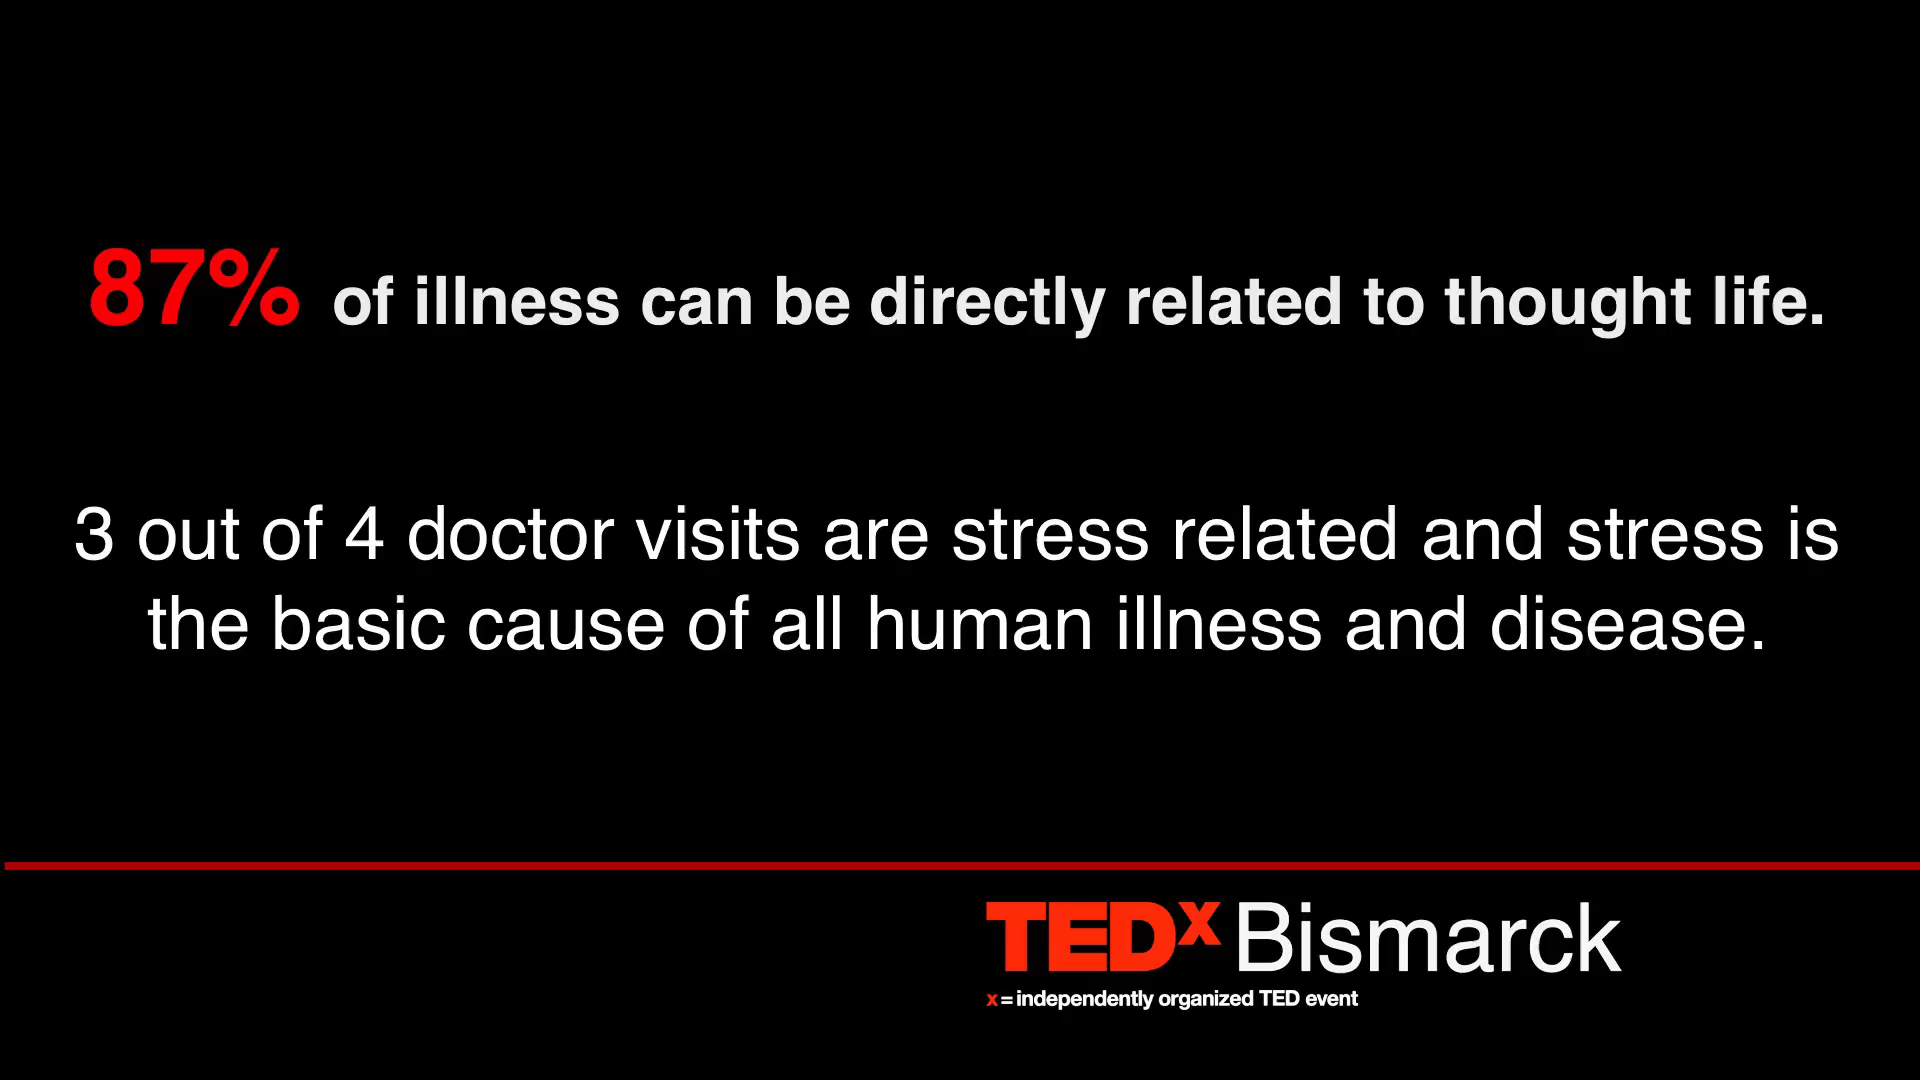 87% of illness can be directly related to thought life.
3 out of 4 doctor visits are stress related and stress is
the basic cause of all human illness and disease.
TEDx Bismarck
x = independently organized TED event